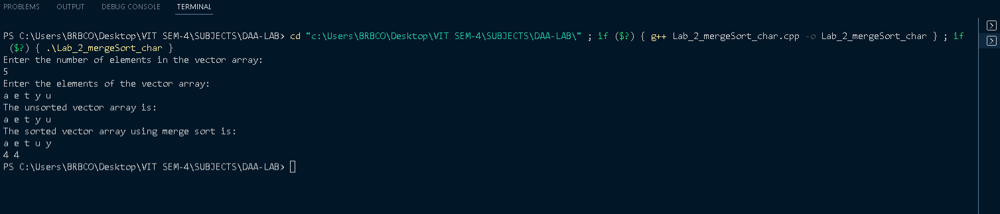 PROBLEMS OUTPUT DEBUG CONSOLE TERMINAL
PS C:\Users\BRBCO\Desktop\VIT SEM-4\SUBJECTS\DAA-LAB> cd "c:\Users\BRBCO\Desktop\VIT SEM-4\SUBJECTS\DAA-LAB\" ; if ($?) { g++ Lab_2_mergeSort_char.cpp -o Lab_2_mergeSort_char } ; if
($?) { .\Lab_2_mergeSort_char }
Enter the number of elements in the vector array:
5
Enter the elements of the vector array:
a e t y u
The unsorted vector array is:
a e t y u
The sorted vector array using merge sort is:
a e t u y
4 4
PS C:\Users\BRBCO\Desktop\VIT SEM-4\SUBJECTS\DAA-LAB>